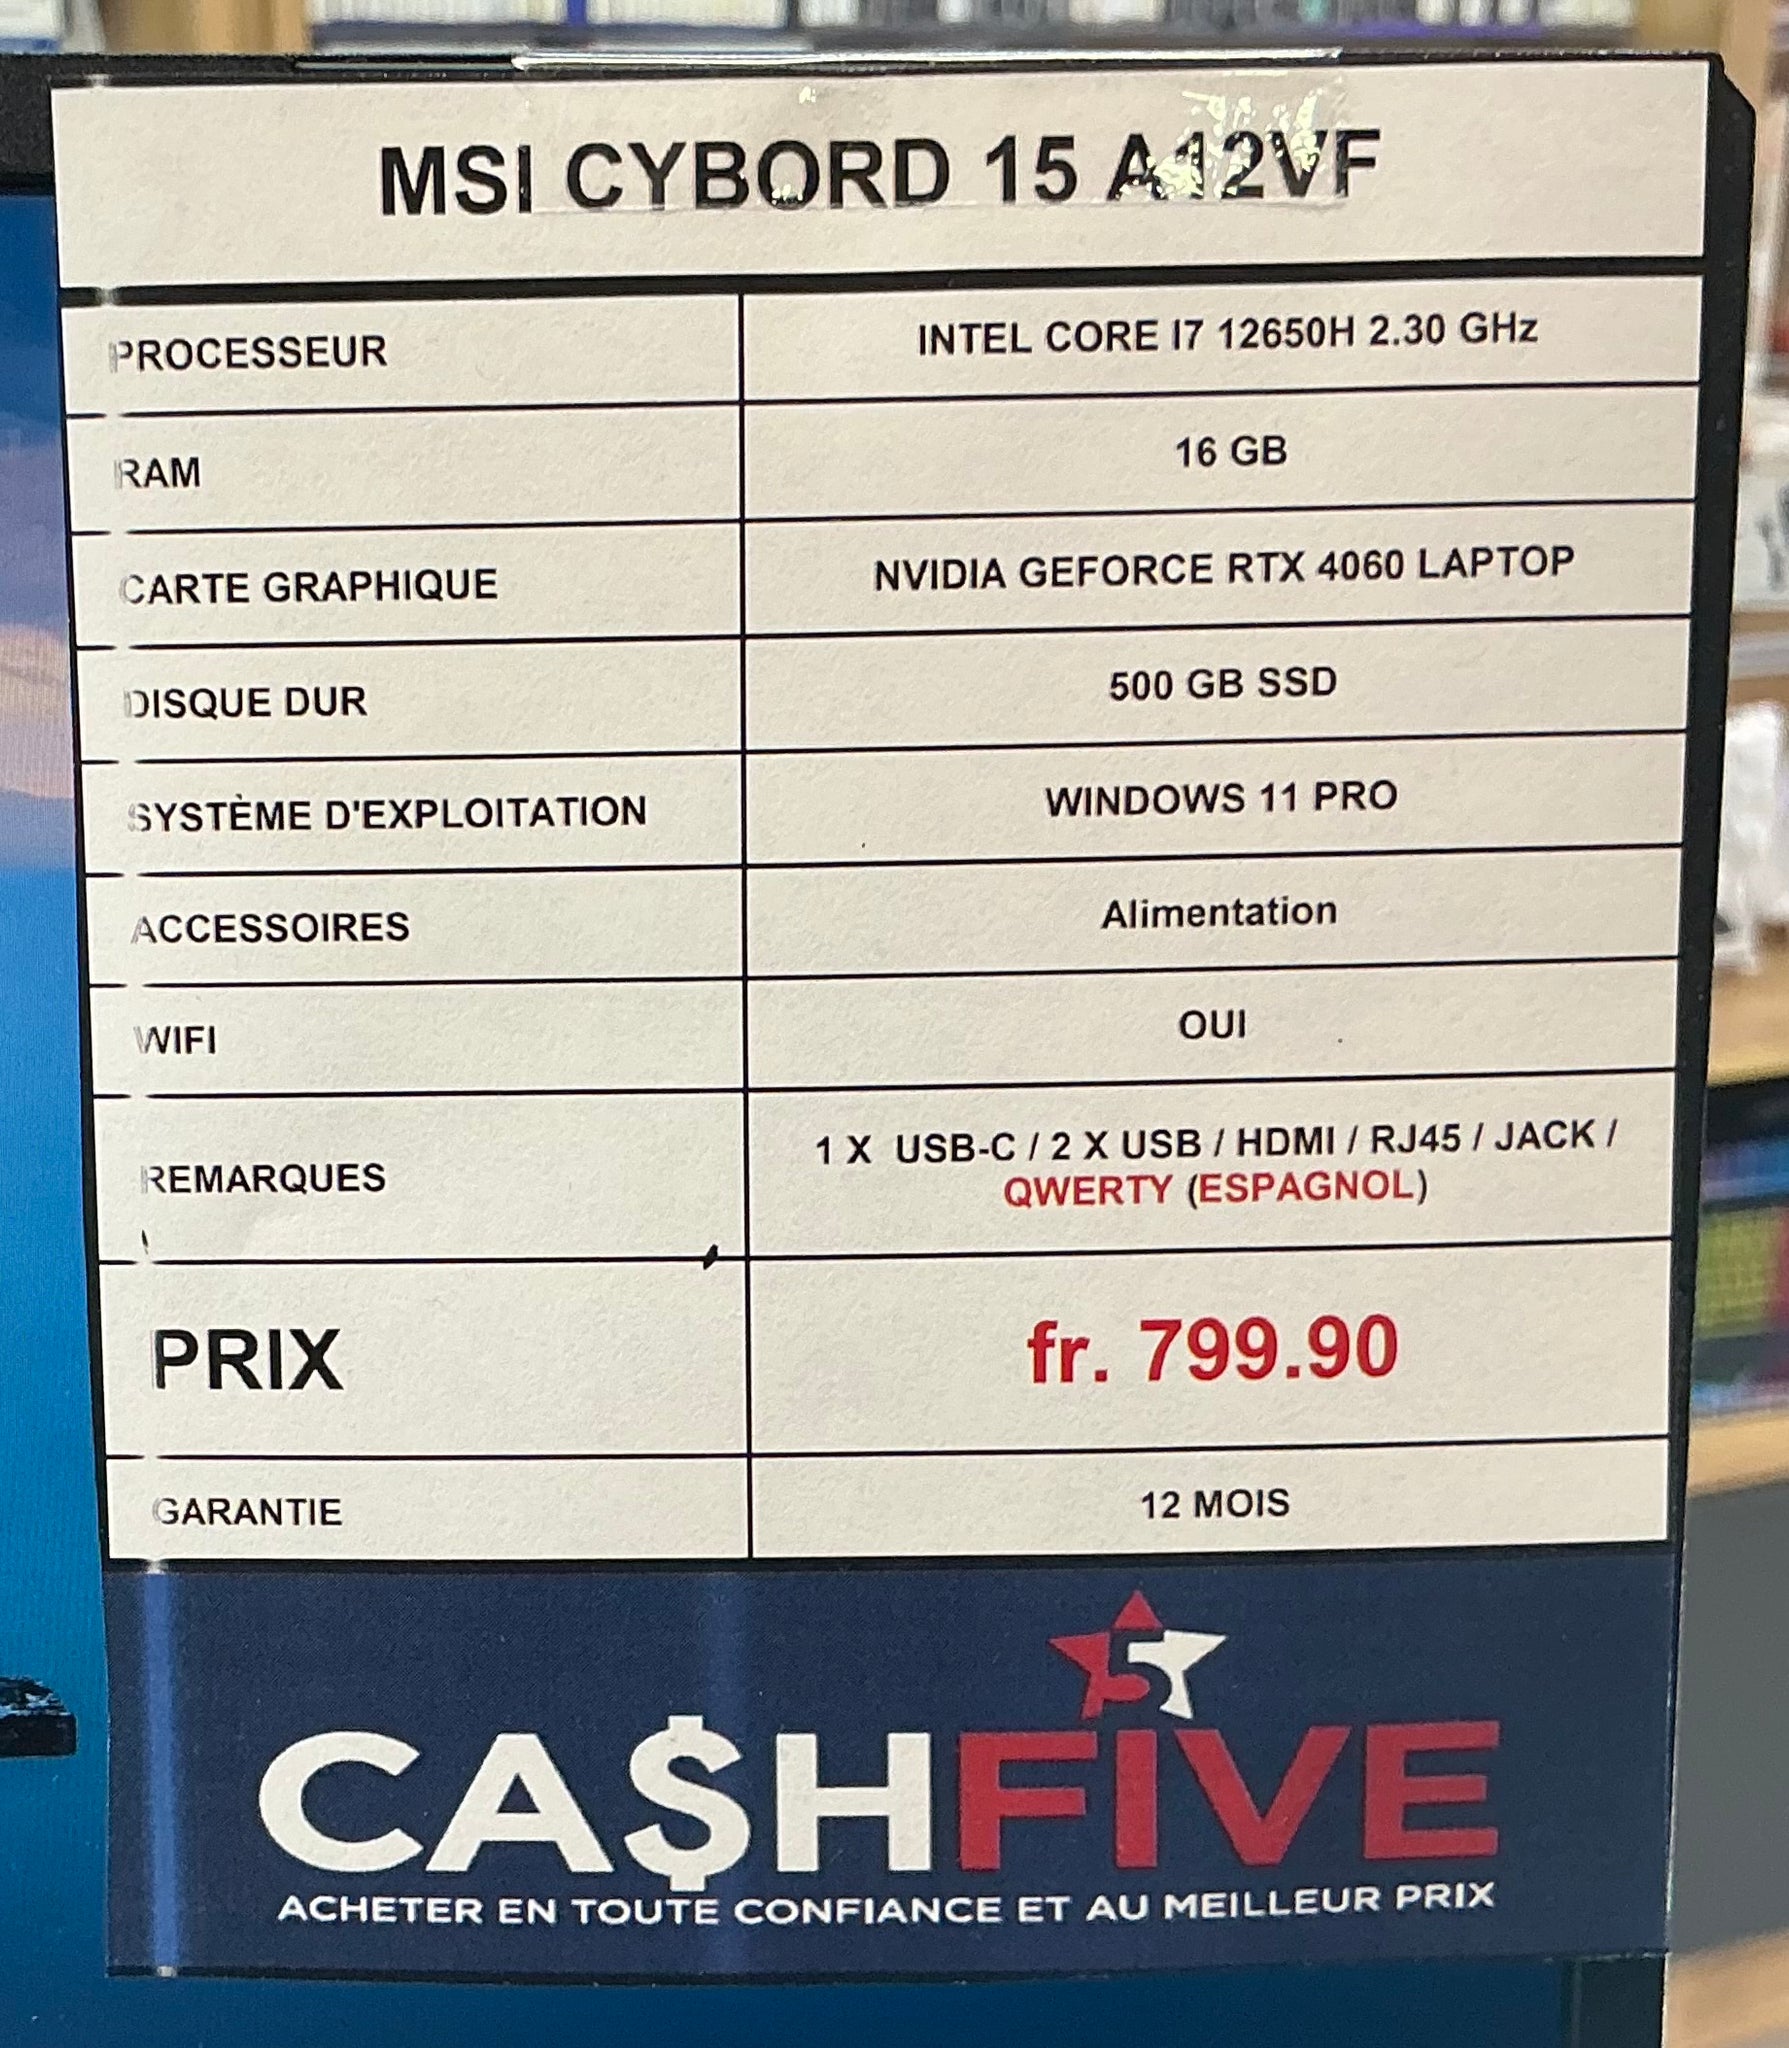 MSI CYBORD 15 A12VF
PROCESSEUR
INTEL CORE I7 12650H 2.30 GHz
RAM
16 GB
CARTE GRAPHIQUE
NVIDIA GEFORCE RTX 4060 LAPTOP
DISQUE DUR
500 GB SSD
SYSTÈME D'EXPLOITATION
WINDOWS 11 PRO
ACCESSOIRES
Alimentation
WIFI
OUI
REMARQUES
1 X USB-C / 2 X USB / HDMI / RJ45 / JACK /
QWERTY (ESPAGNOL)
PRIX
fr. 799.90
GARANTIE
12 MOIS
5
CA$HFIVE
ACHETER EN TOUTE CONFIANCE ET AU MEILLEUR PRIX